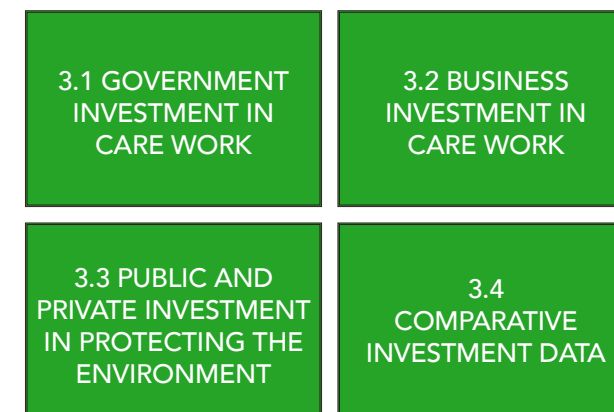 3.1 GOVERNMENT
INVESTMENT IN
CARE WORK
3.2 BUSINESS
INVESTMENT IN
CARE WORK
3.3 PUBLIC AND
PRIVATE INVESTMENT
IN PROTECTING THE
ENVIRONMENT
3.4
COMPARATIVE
INVESTMENT DATA